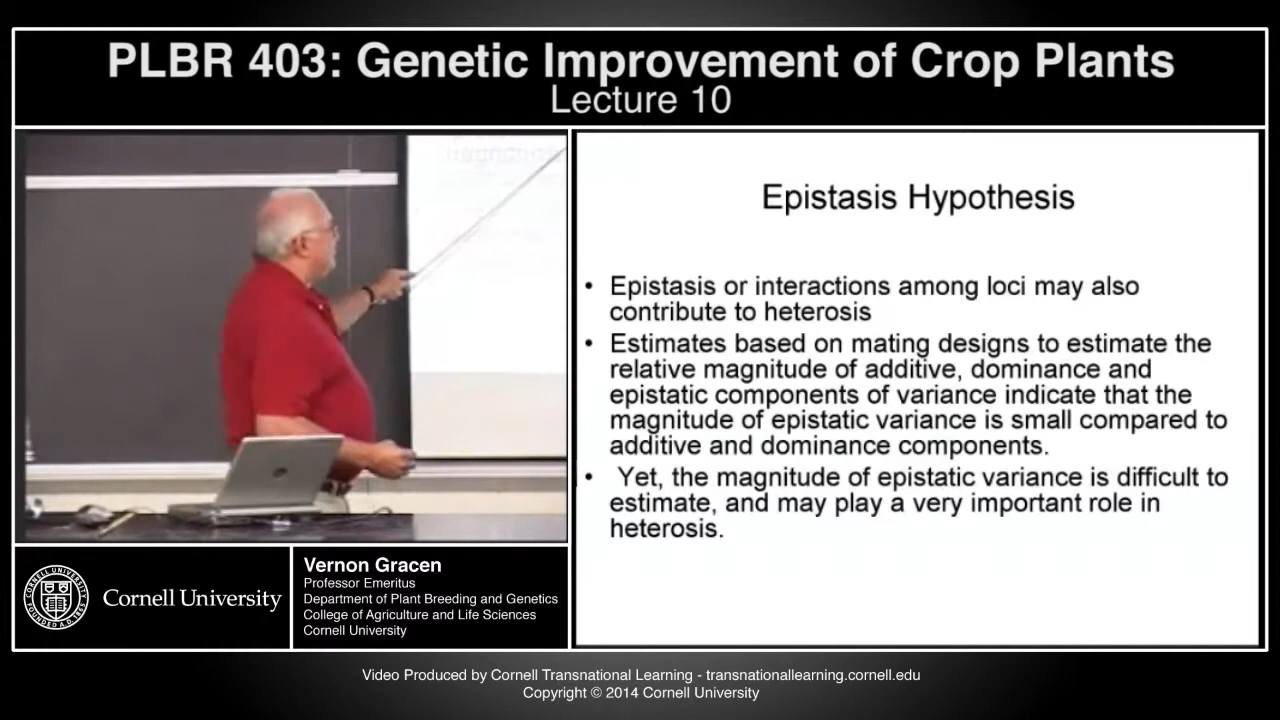 PLBR 403: Genetic Improvement of Crop Plants
Lecture 10
Epistasis Hypothesis
• Epistasis or interactions among loci may also
contribute to heterosis
• Estimates based on mating designs to estimate the
relative magnitude of additive, dominance and
epistatic components of variance indicate that the
magnitude of epistatic variance is small compared to
additive and dominance components.
• Yet, the magnitude of epistatic variance is difficult to
estimate, and may play a very important role in
heterosis.
Cornell University
Vernon Gracen
Professor Emeritus
Department of Plant Breeding and Genetics
College of Agriculture and Life Sciences
Cornell University
Video Produced by Cornell Transnational Learning - transnationallearning.cornell.edu
Copyright © 2014 Cornell University